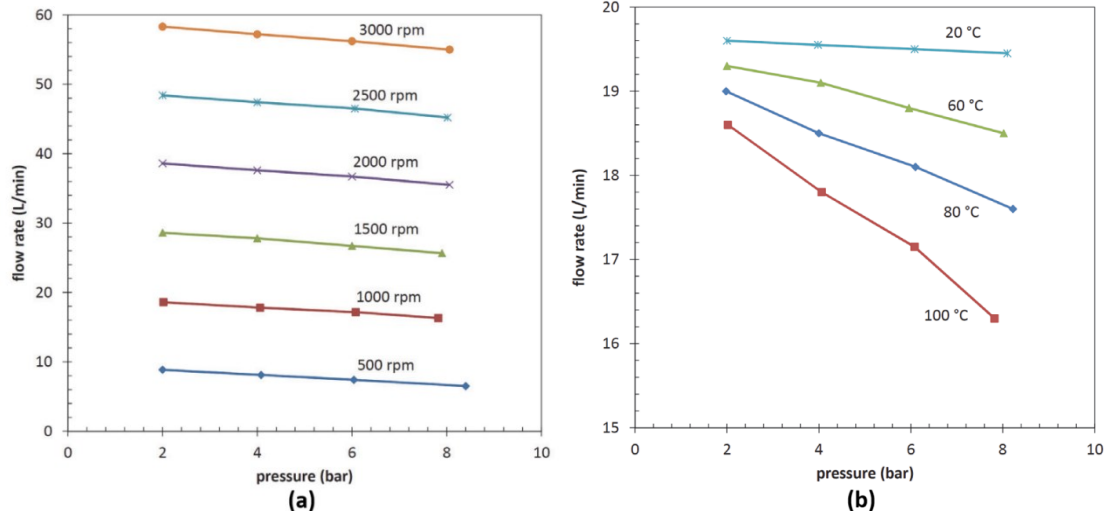 60
50
40
30
20
10
0
0 2 4 6 8 10
flow rate (L/min)
pressure (bar)
3000 rpm
2500 rpm
2000 rpm
1500 rpm
1000 rpm
500 rpm
(a)
20
19
18
17
16
15
0 2 4 6 8 10
flow rate (L/min)
pressure (bar)
20 °C
60 °C
80 °C
100 °C
(b)